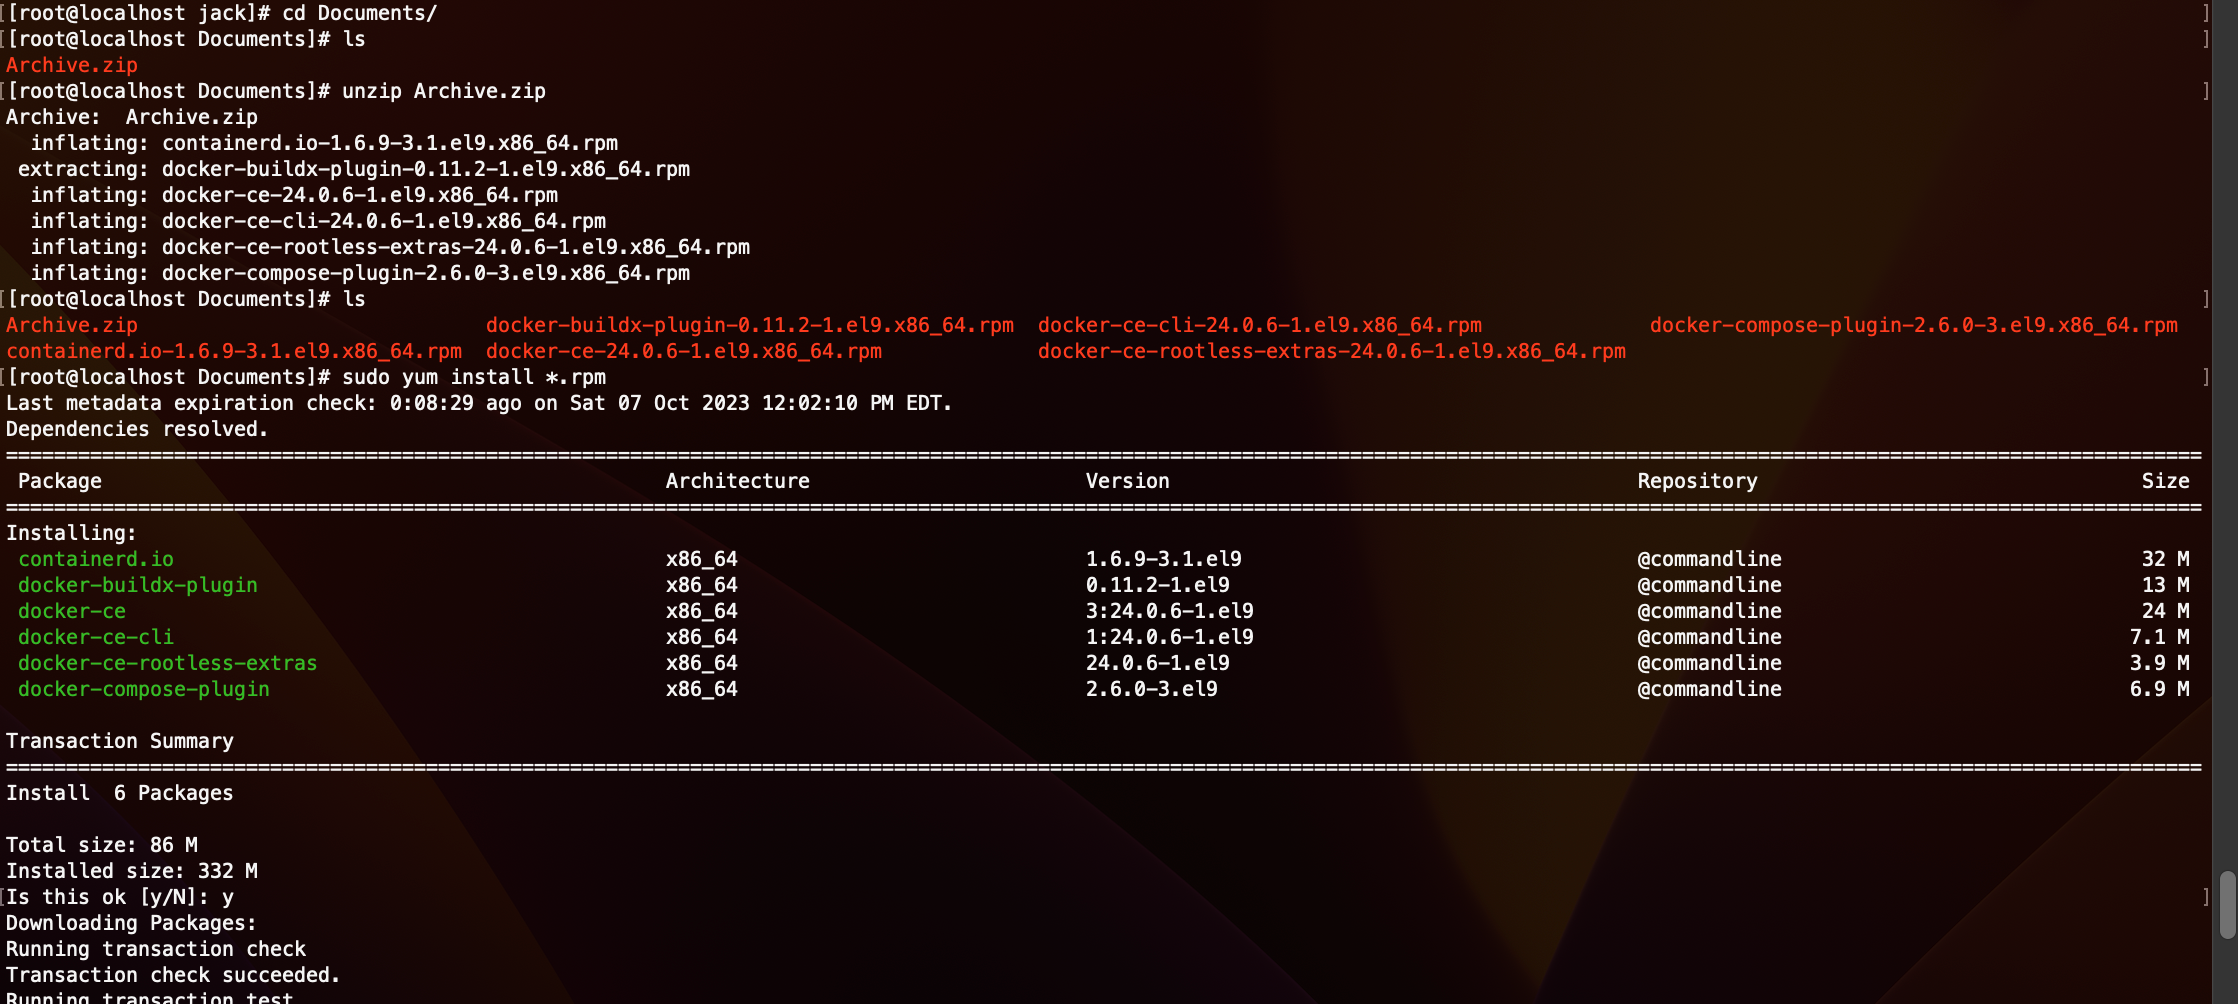 [[root@localhost jack]# cd Documents/ ]
[[root@localhost Documents]# ls ]
Archive.zip
[[root@localhost Documents]# unzip Archive.zip ]
Archive:  Archive.zip
  inflating: containerd.io-1.6.9-3.1.el9.x86_64.rpm
 extracting: docker-buildx-plugin-0.11.2-1.el9.x86_64.rpm
  inflating: docker-ce-24.0.6-1.el9.x86_64.rpm
  inflating: docker-ce-cli-24.0.6-1.el9.x86_64.rpm
  inflating: docker-ce-rootless-extras-24.0.6-1.el9.x86_64.rpm
  inflating: docker-compose-plugin-2.6.0-3.el9.x86_64.rpm
[[root@localhost Documents]# ls ]
Archive.zip docker-buildx-plugin-0.11.2-1.el9.x86_64.rpm docker-ce-cli-24.0.6-1.el9.x86_64.rpm docker-compose-plugin-2.6.0-3.el9.x86_64.rpm
containerd.io-1.6.9-3.1.el9.x86_64.rpm docker-ce-24.0.6-1.el9.x86_64.rpm docker-ce-rootless-extras-24.0.6-1.el9.x86_64.rpm
[[root@localhost Documents]# sudo yum install *.rpm ]
Last metadata expiration check: 0:08:29 ago on Sat 07 Oct 2023 12:02:10 PM EDT.
Dependencies resolved.
================================================================================
Package Architecture Version Repository Size
================================================================================
Installing:
containerd.io x86_64 1.6.9-3.1.el9 @commandline 32 M
docker-buildx-plugin x86_64 0.11.2-1.el9 @commandline 13 M
docker-ce x86_64 3:24.0.6-1.el9 @commandline 24 M
docker-ce-cli x86_64 1:24.0.6-1.el9 @commandline 7.1 M
docker-ce-rootless-extras x86_64 24.0.6-1.el9 @commandline 3.9 M
docker-compose-plugin x86_64 2.6.0-3.el9 @commandline 6.9 M
Transaction Summary
================================================================================
Install  6 Packages
Total size: 86 M
Installed size: 332 M
[Is this ok [y/N]: y ]
Downloading Packages:
Running transaction check
Transaction check succeeded.
Running transaction test